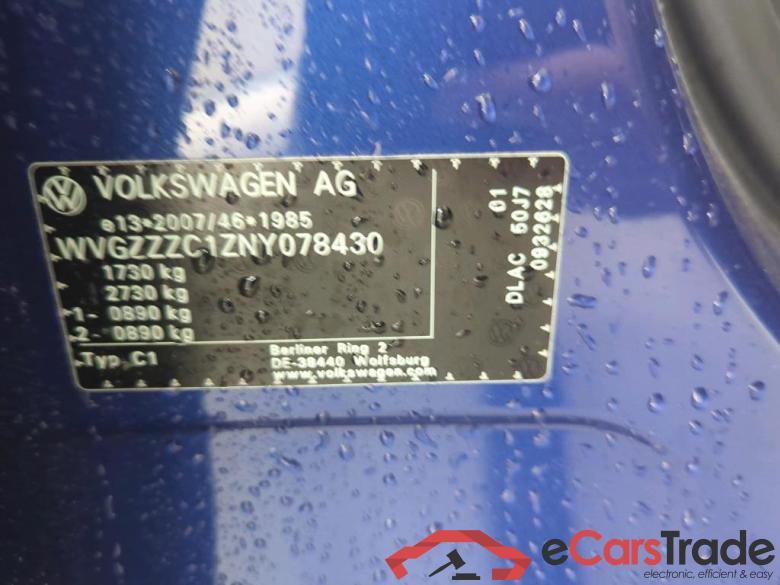 VOLKSWAGEN AG
e13*2007/46*1985
WVGZZZC1ZNY078430
1730 kg
2730 kg
1- 0890 kg
2- 0890 kg
Typ C1
Berliner Ring 2
DE-38440 Wolfsburg
www.volkswagen.com
01
DLAC 50J7
0932628
eCarsTrade
electronic, efficient & easy